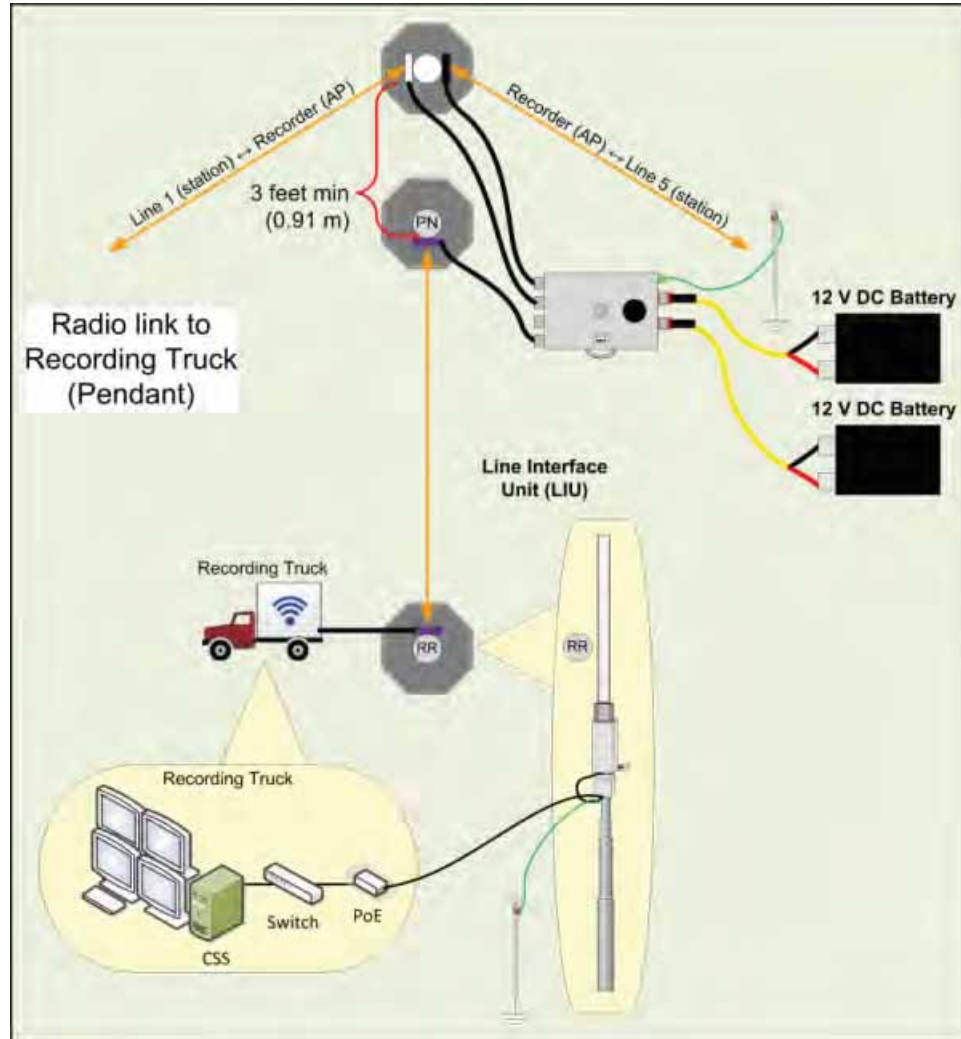 Line 1 (station) ↔ Recorder (AP)
Recorder (AP) ↔ Line 5 (station)
3 feet min
(0.91 m)
PN
12 V DC Battery
Radio link to
Recording Truck
(Pendant)
12 V DC Battery
Line Interface
Unit (LIU)
Recording Truck
RR
RR
Recording Truck
Switch
PoE
CSS